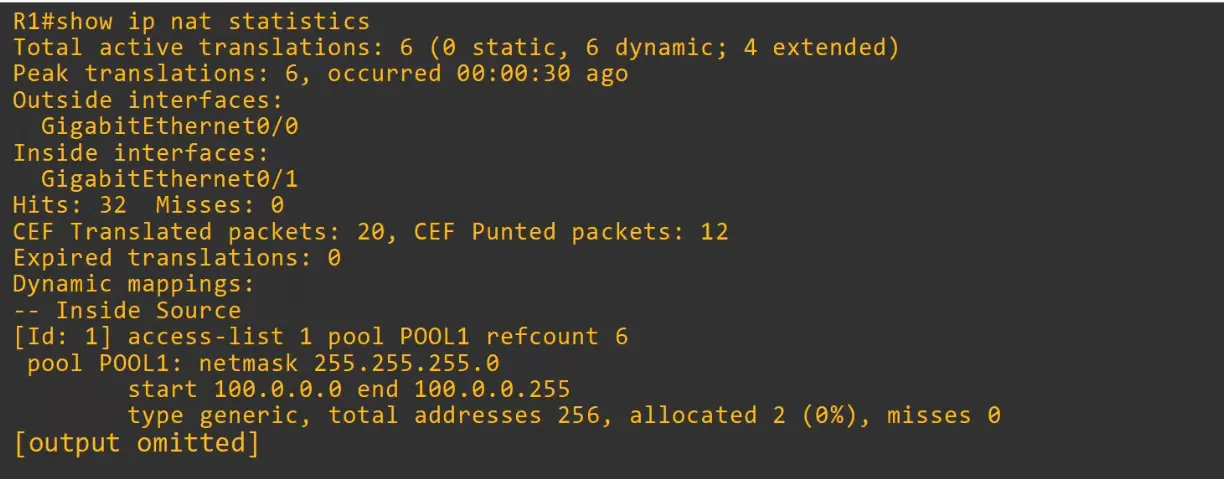 R1#show ip nat statistics
Total active translations: 6 (0 static, 6 dynamic; 4 extended)
Peak translations: 6, occurred 00:00:30 ago
Outside interfaces:
  GigabitEthernet0/0
Inside interfaces:
  GigabitEthernet0/1
Hits: 32  Misses: 0
CEF Translated packets: 20, CEF Punted packets: 12
Expired translations: 0
Dynamic mappings:
-- Inside Source
[Id: 1] access-list 1 pool POOL1 refcount 6
 pool POOL1: netmask 255.255.255.0
        start 100.0.0.0 end 100.0.0.255
        type generic, total addresses 256, allocated 2 (0%), misses 0
[output omitted]